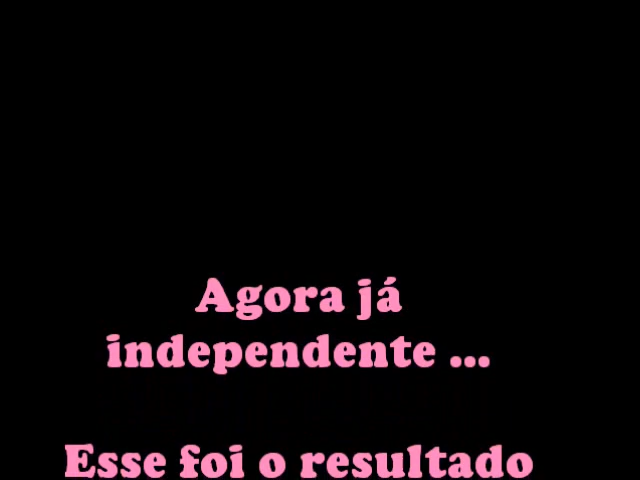 Agora já
independente ...
Esse foi o resultado